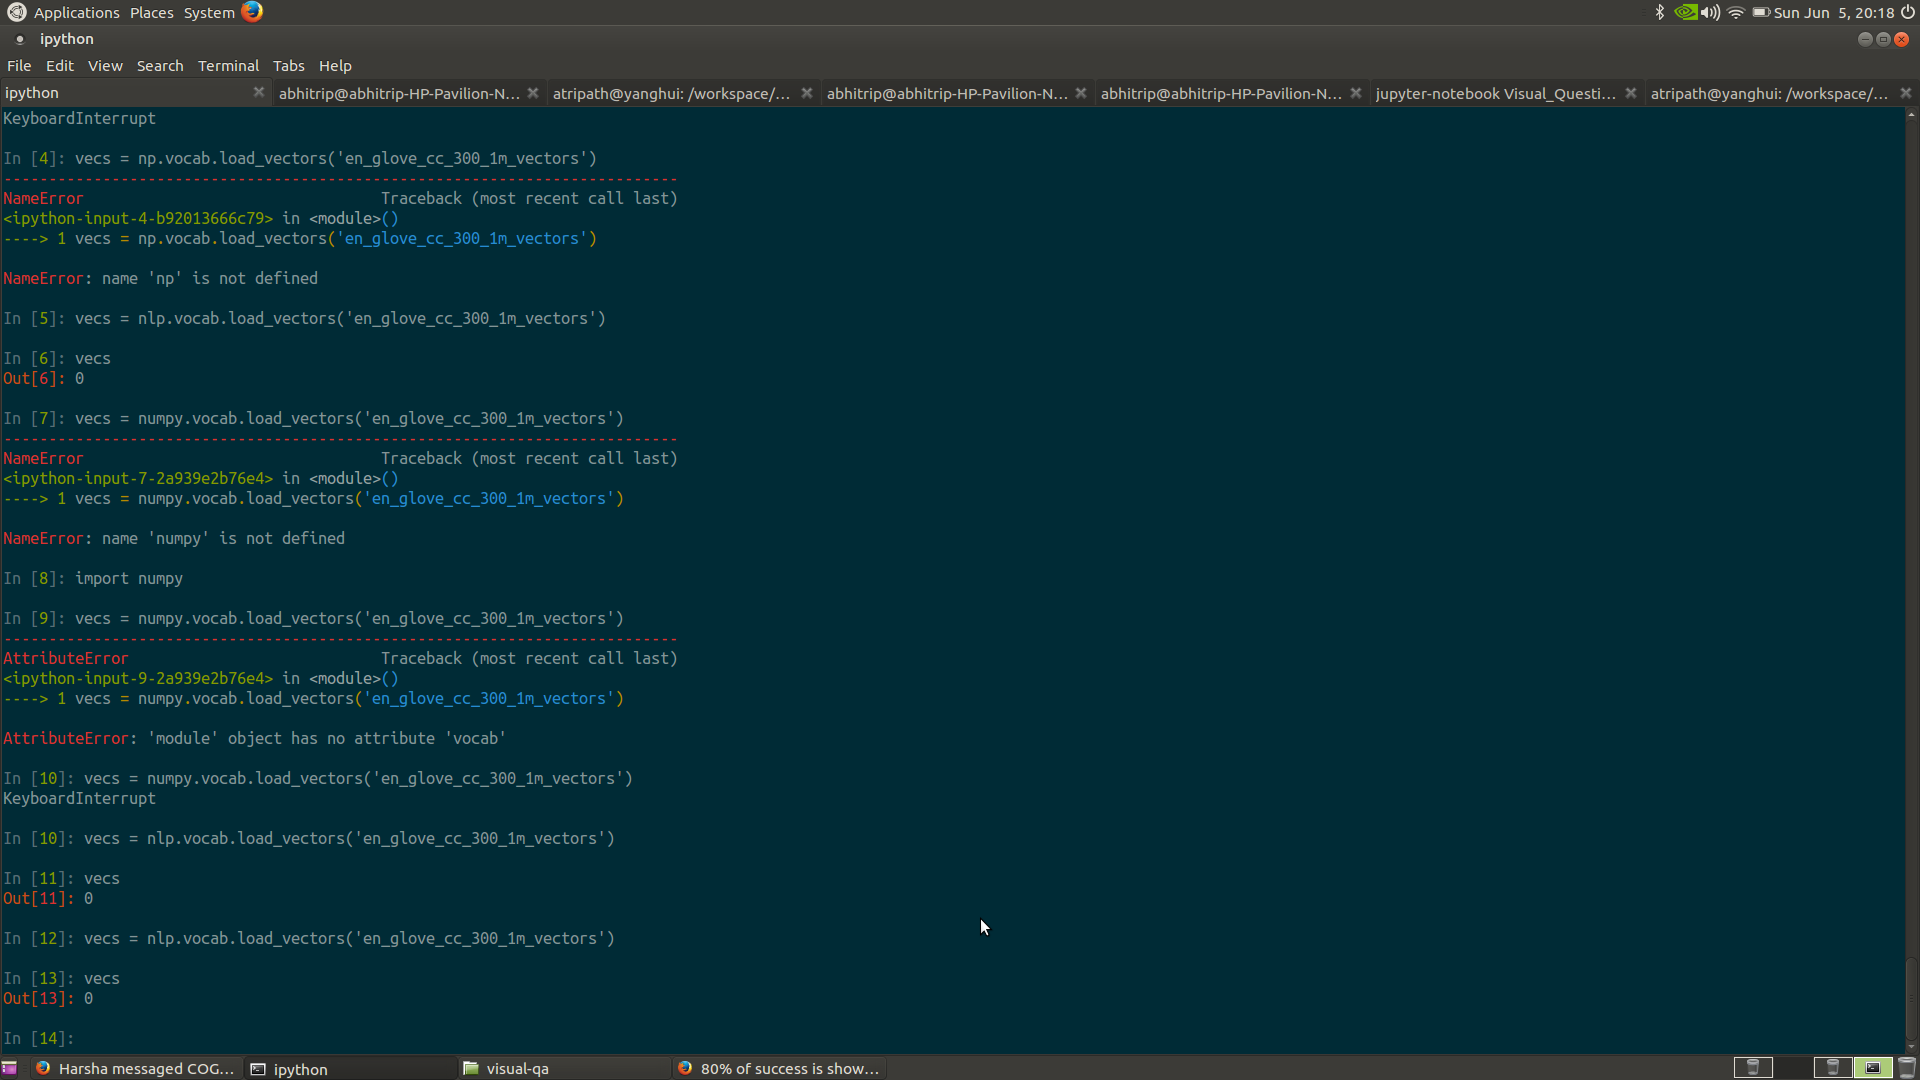 Applications Places System
Sun Jun 5, 20:18
ipython
File Edit View Search Terminal Tabs Help
ipython
abhitrip@abhitrip-HP-Pavilion-N...
atripath@yanghui: /workspace/...
abhitrip@abhitrip-HP-Pavilion-N...
abhitrip@abhitrip-HP-Pavilion-N...
jupyter-notebook Visual_Questi...
atripath@yanghui: /workspace/...
KeyboardInterrupt
In [4]: vecs = np.vocab.load_vectors('en_glove_cc_300_1m_vectors')
---------------------------------------------------------------------------
NameError                                 Traceback (most recent call last)
<ipython-input-4-b92013666c79> in <module>()
----> 1 vecs = np.vocab.load_vectors('en_glove_cc_300_1m_vectors')
NameError: name 'np' is not defined
In [5]: vecs = nlp.vocab.load_vectors('en_glove_cc_300_1m_vectors')
In [6]: vecs
Out[6]: 0
In [7]: vecs = numpy.vocab.load_vectors('en_glove_cc_300_1m_vectors')
---------------------------------------------------------------------------
NameError                                 Traceback (most recent call last)
<ipython-input-7-2a939e2b76e4> in <module>()
----> 1 vecs = numpy.vocab.load_vectors('en_glove_cc_300_1m_vectors')
NameError: name 'numpy' is not defined
In [8]: import numpy
In [9]: vecs = numpy.vocab.load_vectors('en_glove_cc_300_1m_vectors')
---------------------------------------------------------------------------
AttributeError                            Traceback (most recent call last)
<ipython-input-9-2a939e2b76e4> in <module>()
----> 1 vecs = numpy.vocab.load_vectors('en_glove_cc_300_1m_vectors')
AttributeError: 'module' object has no attribute 'vocab'
In [10]: vecs = numpy.vocab.load_vectors('en_glove_cc_300_1m_vectors')
KeyboardInterrupt
In [10]: vecs = nlp.vocab.load_vectors('en_glove_cc_300_1m_vectors')
In [11]: vecs
Out[11]: 0
In [12]: vecs = nlp.vocab.load_vectors('en_glove_cc_300_1m_vectors')
In [13]: vecs
Out[13]: 0
In [14]:
Harsha messaged COG...
ipython
visual-qa
80% of success is show...